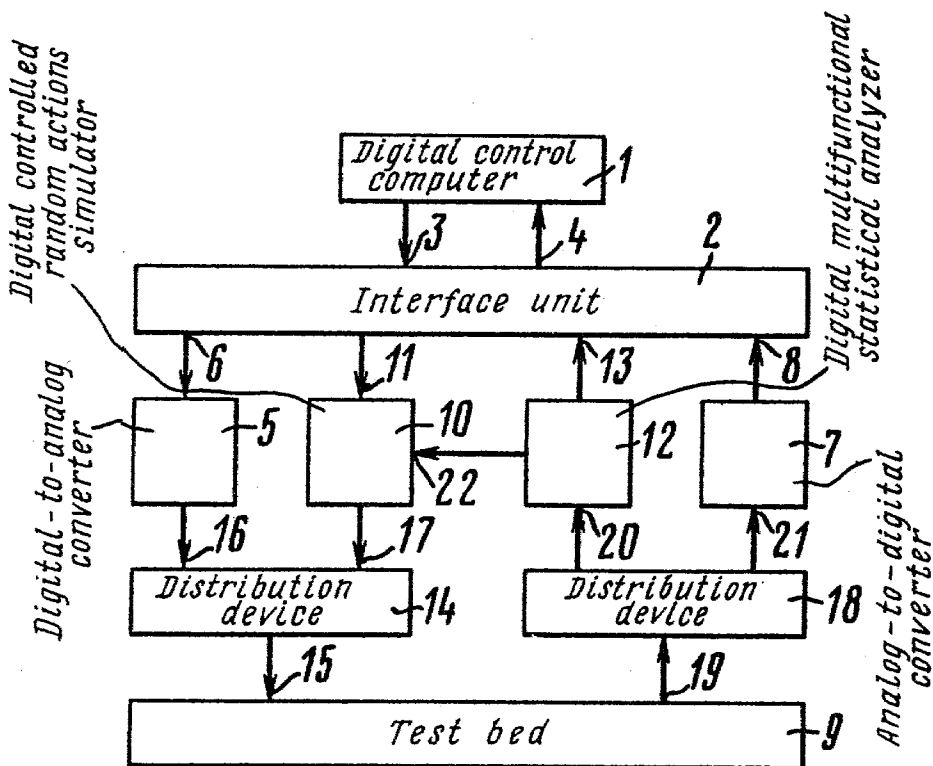 Digital controlled
random actions
simulator
Digital multifunctional
statistical analyzer
Digital control
computer
1
3
4
2
Interface unit
6
11
13
8
Digital-to-analog
converter
5
10
12
7
22
Analog-to-digital
converter
16
17
20
21
Distribution
device
14
Distribution
device
18
15
19
Test bed
9